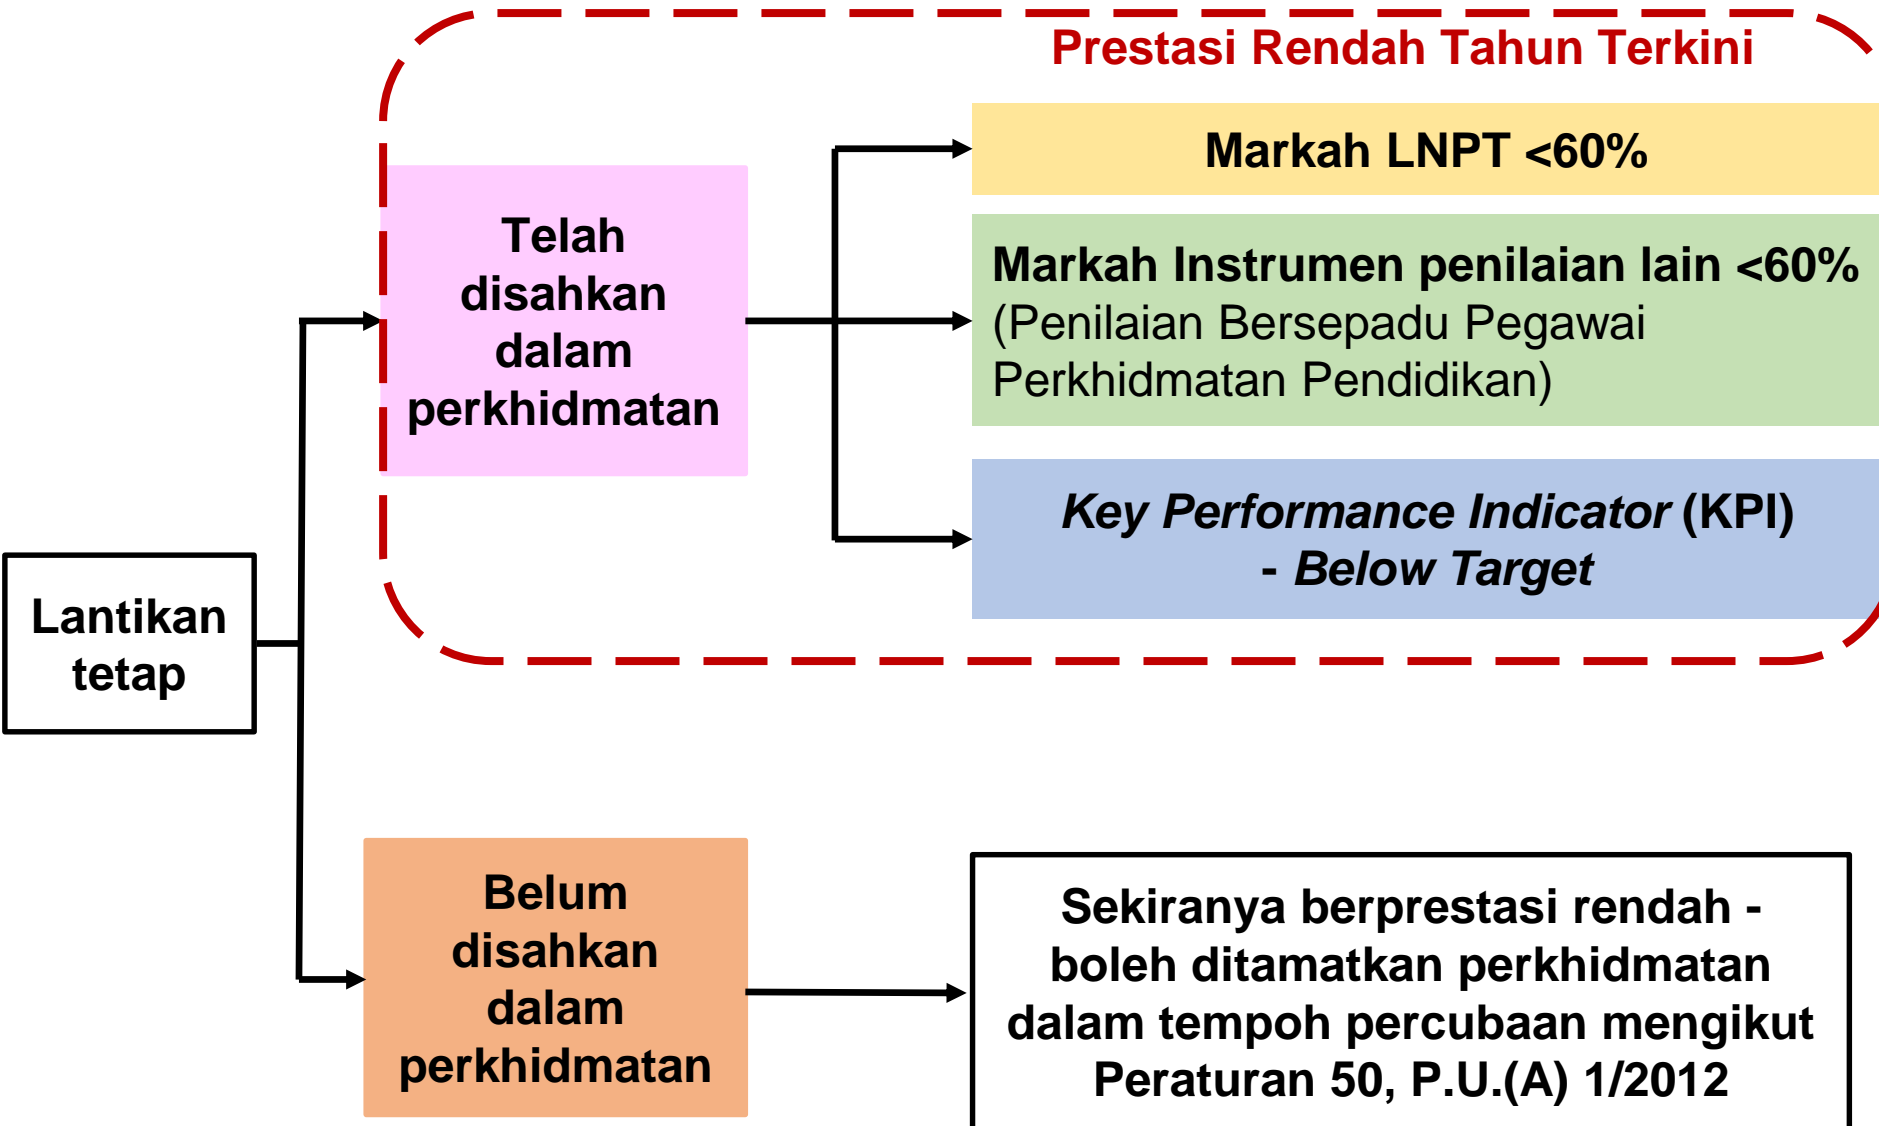 Prestasi Rendah Tahun Terkini
Markah LNPT <60%
Telah
disahkan
dalam
perkhidmatan
Markah Instrumen penilaian lain <60%
(Penilaian Bersepadu Pegawai
Perkhidmatan Pendidikan)
Key Performance Indicator (KPI)
- Below Target
Lantikan
tetap
Belum
disahkan
dalam
perkhidmatan
Sekiranya berprestasi rendah -
boleh ditamatkan perkhidmatan
dalam tempoh percubaan mengikut
Peraturan 50, P.U.(A) 1/2012